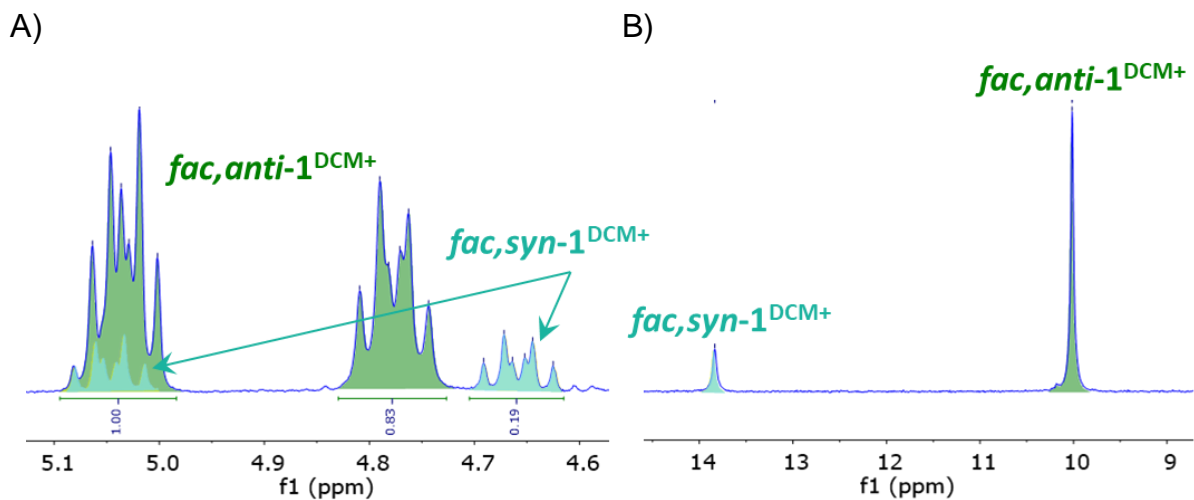 A)
B)
fac,anti-1DCM+
fac,anti-1DCM+
fac,syn-1DCM+
fac,syn-1DCM+
1.00
0.83
0.19
5.1 5.0 4.9 4.8 4.7 4.6
f1 (ppm)
14 13 12 11 10 9
f1 (ppm)